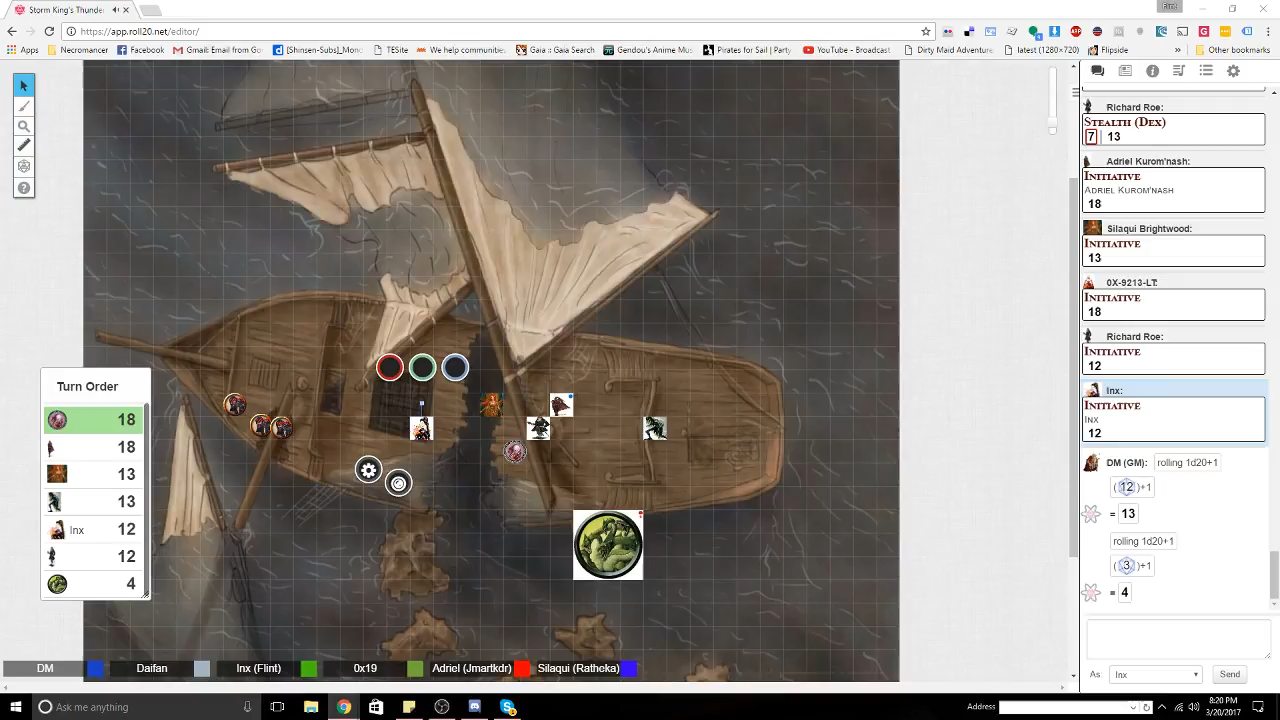 Storm King's Thunder
https://app.roll20.net/editor/
Apps Necromancer Facebook Gmail: Email from Go [Shinsen-Subs]_Mon TESite We help communities Gaia :: Gaia Search Gendou's Anime Mus Pirates for Sail | Party YouTube - Broadcast Dirty Maid Adventure latest (1280×720) Flipside » Other bookmarks
Richard Roe:
STEALTH (DEX)
7 | 13
Adriel Kurom'nash:
INITIATIVE
ADRIEL KUROM'NASH
18
Silaqui Brightwood:
INITIATIVE
13
0X-9213-LT:
INITIATIVE
18
Richard Roe:
INITIATIVE
12
Inx:
INITIATIVE
INX
12
DM (GM): rolling 1d20+1
(12)+1
= 13
rolling 1d20+1
(3)+1
= 4
Turn Order
18
18
13
13
Inx 12
12
4
DM Daifan Inx (Flint) 0x19 Adriel (Jmartkdr) Silaqui (Ratheka)
As: Inx Send
Ask me anything
Address
8:20 PM
3/20/2017